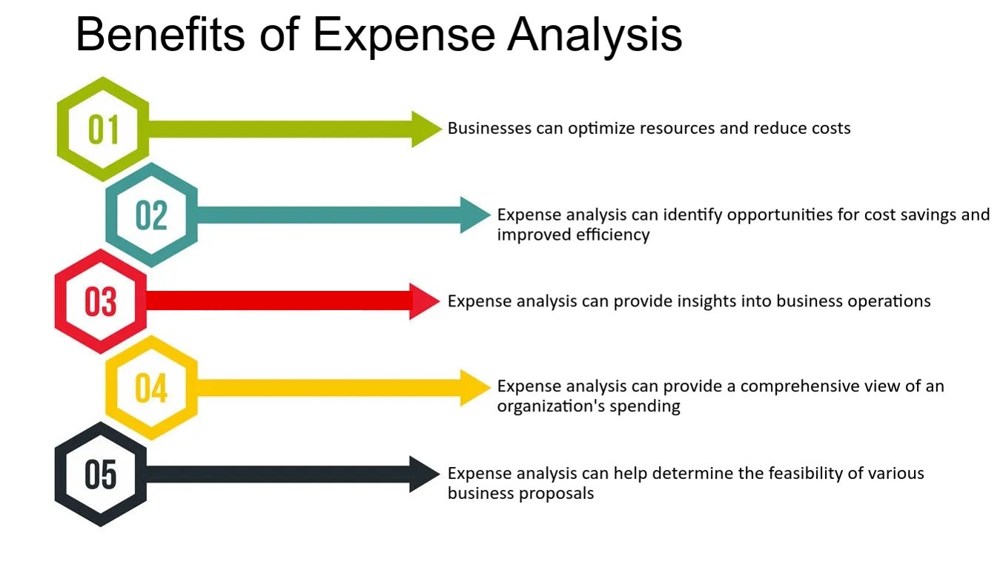 Benefits of Expense Analysis
01
Businesses can optimize resources and reduce costs
02
Expense analysis can identify opportunities for cost savings and
improved efficiency
03
Expense analysis can provide insights into business operations
04
Expense analysis can provide a comprehensive view of an
organization's spending
05
Expense analysis can help determine the feasibility of various
business proposals